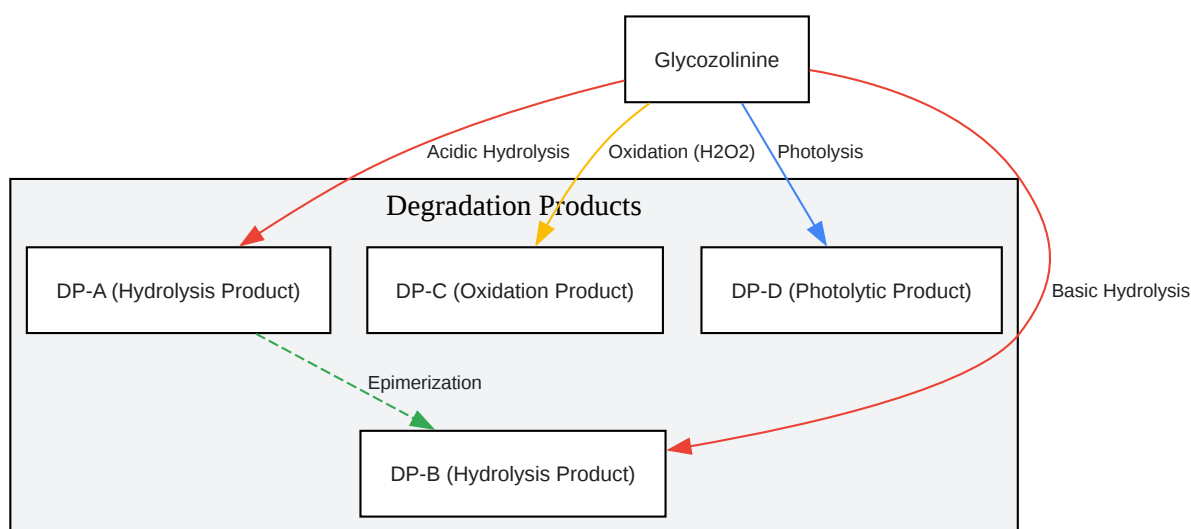 Glycozolinine
Acidic Hydrolysis
Oxidation (H2O2)
Photolysis
Degradation Products
DP-A (Hydrolysis Product)
DP-C (Oxidation Product)
DP-D (Photolytic Product)
Basic Hydrolysis
Epimerization
DP-B (Hydrolysis Product)